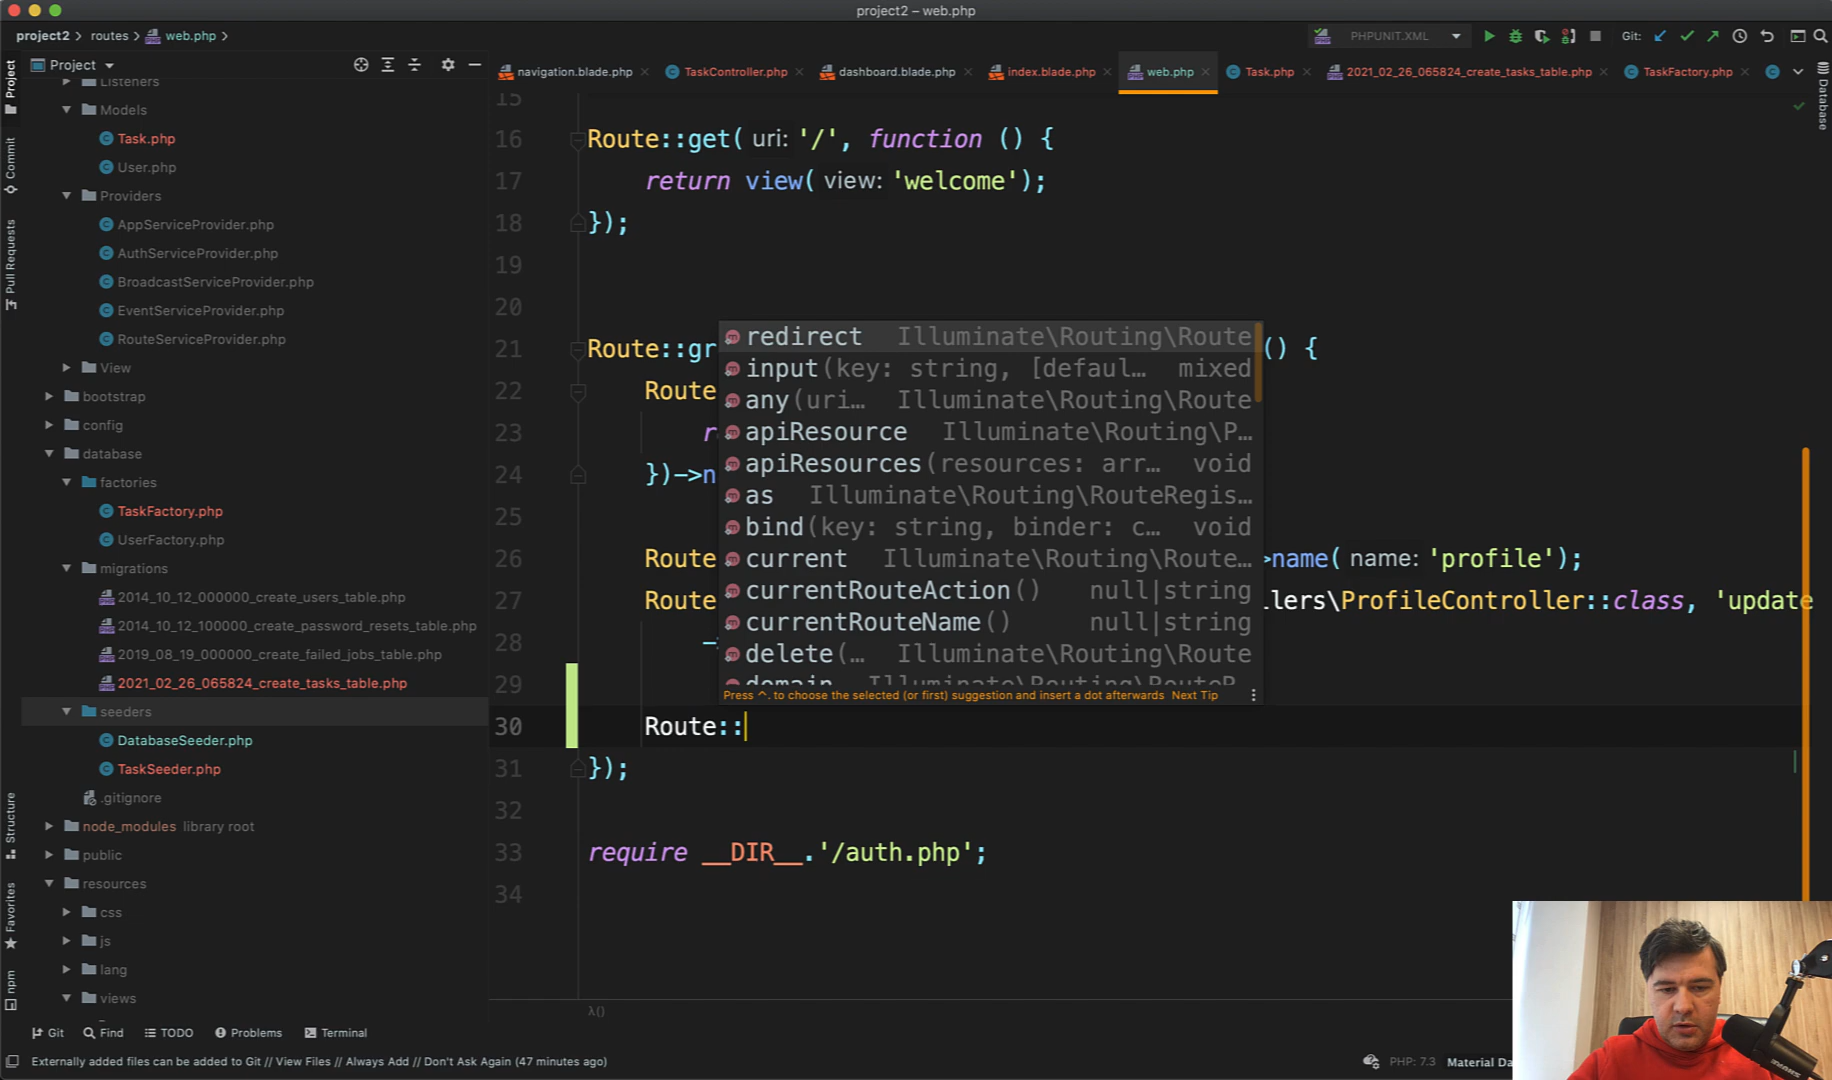 project2 – web.php
project2 routes web.php
PHPUNIT.XML Git:
Project
navigation.blade.php TaskController.php dashboard.blade.php index.blade.php web.php Task.php 2021_02_26_065824_create_tasks_table.php TaskFactory.php
Project
Commit
Pull Requests
Structure
Favorites
npm
Database
Listeners
Models
Task.php
User.php
Providers
AppServiceProvider.php
AuthServiceProvider.php
BroadcastServiceProvider.php
EventServiceProvider.php
RouteServiceProvider.php
View
bootstrap
config
database
factories
TaskFactory.php
UserFactory.php
migrations
2014_10_12_000000_create_users_table.php
2014_10_12_100000_create_password_resets_table.php
2019_08_19_000000_create_failed_jobs_table.php
2021_02_26_065824_create_tasks_table.php
seeders
DatabaseSeeder.php
TaskSeeder.php
.gitignore
node_modules library root
public
resources
css
js
lang
views
15
16 Route::get( uri: '/', function () {
17 return view( view: 'welcome');
18 });
19
20
21 Route::gr () {
22 Route
23 r
24 })->n
25
26 Route >name( name: 'profile');
27 Route llers\ProfileController::class, 'update
28 -
29
30 Route::
31 });
32
33 require __DIR__.'/auth.php';
34
redirect Illuminate\Routing\Route
input(key: string, [defaul… mixed
any(uri… Illuminate\Routing\Route
apiResource Illuminate\Routing\P…
apiResources(resources: arr… void
as Illuminate\Routing\RouteRegis…
bind(key: string, binder: c… void
current Illuminate\Routing\Route…
currentRouteAction() null|string
currentRouteName() null|string
delete(… Illuminate\Routing\Route
domain Illuminate\Routing\RouteR…
Press ^. to choose the selected (or first) suggestion and insert a dot afterwards Next Tip
λ()
Git Find TODO Problems Terminal
Externally added files can be added to Git // View Files // Always Add // Don't Ask Again (47 minutes ago)
PHP: 7.3 Material Da